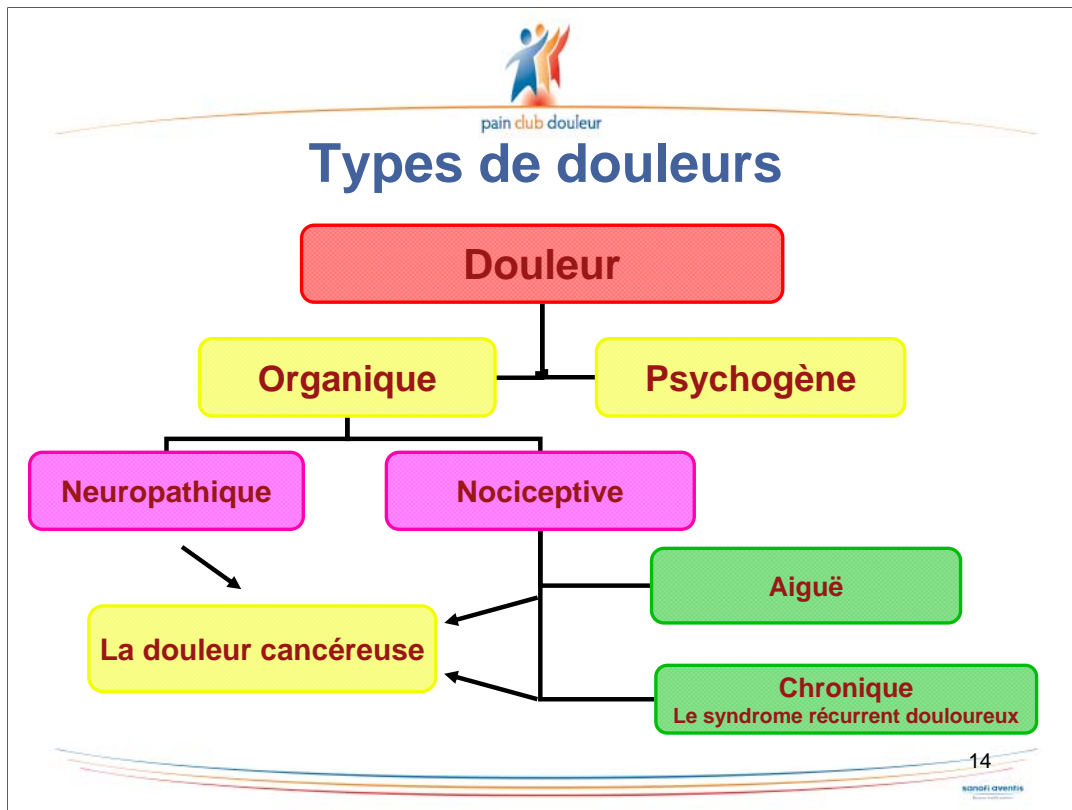 pain club douleur
Types de douleurs
Douleur
Organique
Psychogène
Neuropathique
Nociceptive
Aiguë
La douleur cancéreuse
Chronique
Le syndrome récurrent douloureux
14
sanofi aventis